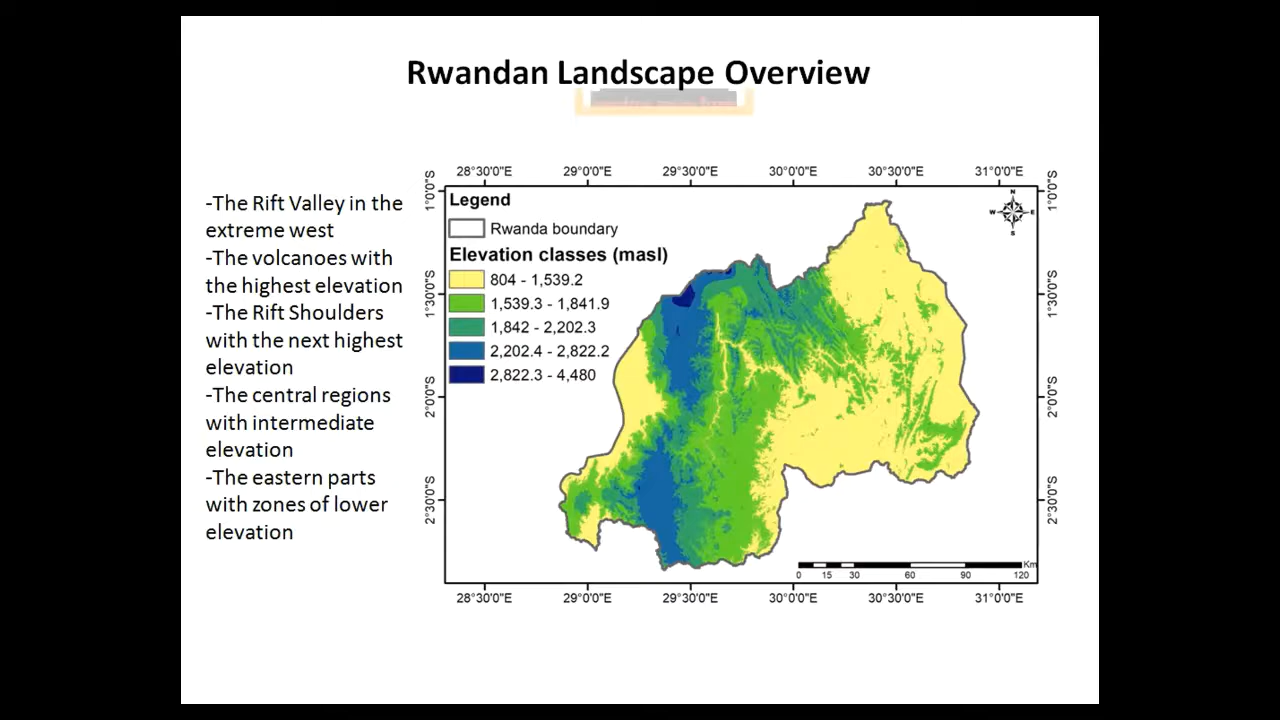 Rwandan Landscape Overview
-The Rift Valley in the
extreme west
-The volcanoes with
the highest elevation
-The Rift Shoulders
with the next highest
elevation
-The central regions
with intermediate
elevation
-The eastern parts
with zones of lower
elevation
28°30'0"E 29°0'0"E 29°30'0"E 30°0'0"E 30°30'0"E 31°0'0"E
1°0'0"S
1°30'0"S
2°0'0"S
2°30'0"S
Legend
Rwanda boundary
Elevation classes (masl)
804 - 1,539.2
1,539.3 - 1,841.9
1,842 - 2,202.3
2,202.4 - 2,822.2
2,822.3 - 4,480
N
W E
S
1°0'0"S
1°30'0"S
2°0'0"S
2°30'0"S
Km
0 15 30 60 90 120
28°30'0"E 29°0'0"E 29°30'0"E 30°0'0"E 30°30'0"E 31°0'0"E